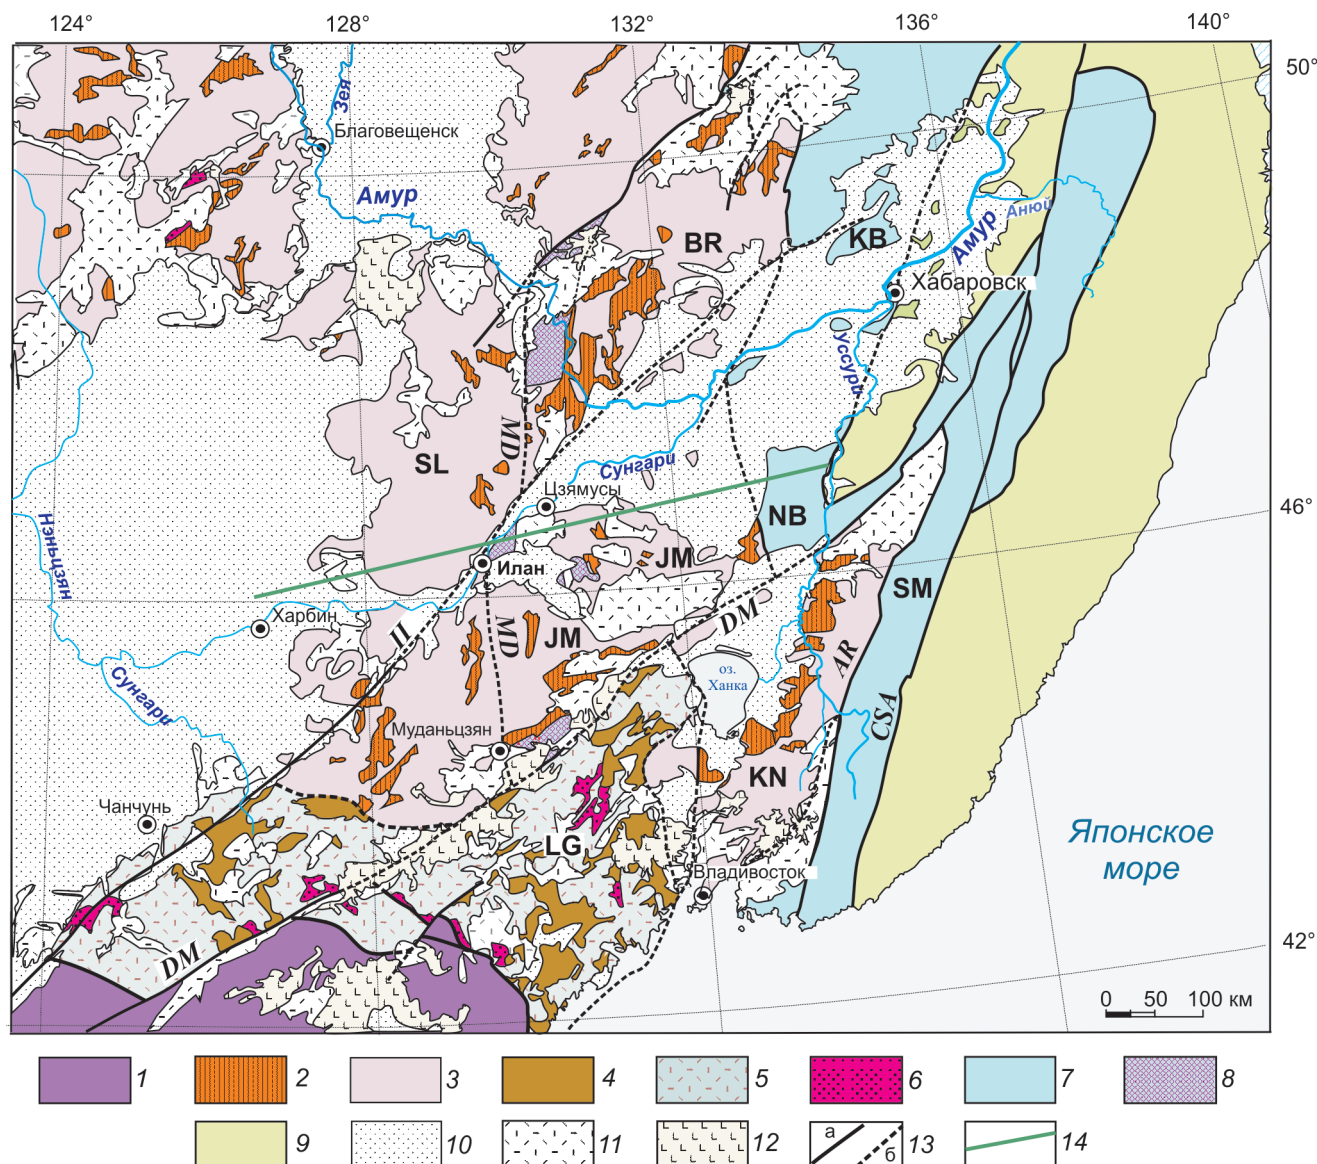 124° 128° 132° 136° 140°
50°
Зея
Благовещенск
Амур
BR
KB
Амур
Анюй
Хабаровск
Уссури
MD
SL
Сунгари
Цзямусы
46°
Нэньцзян
NB
Илан
JM
SM
Харбин
II
MD
JM
DM
AR
оз.
Ханка
Сунгари
CSA
Муданьцзян
KN
Чанчунь
LG
Японское
море
Владивосток
DM
42°
0 50 100 км
1 2 3 4 5 6 7 8
9 10 11 12 а б 13 14